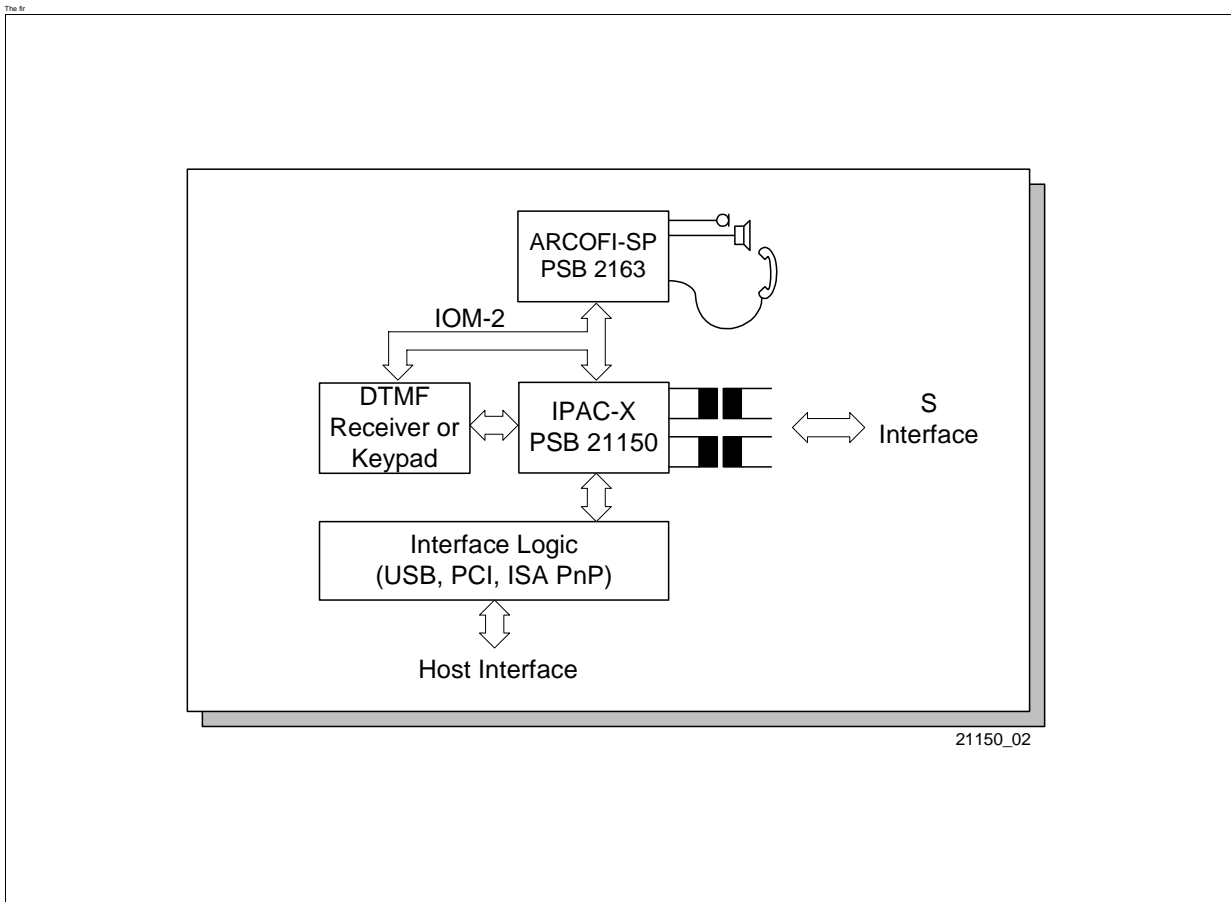 The fir
ARCOFI-SP
PSB 2163
IOM-2
DTMF
Receiver or
Keypad
IPAC-X
PSB 21150
S
Interface
Interface Logic
(USB, PCI, ISA PnP)
Host Interface
21150_02